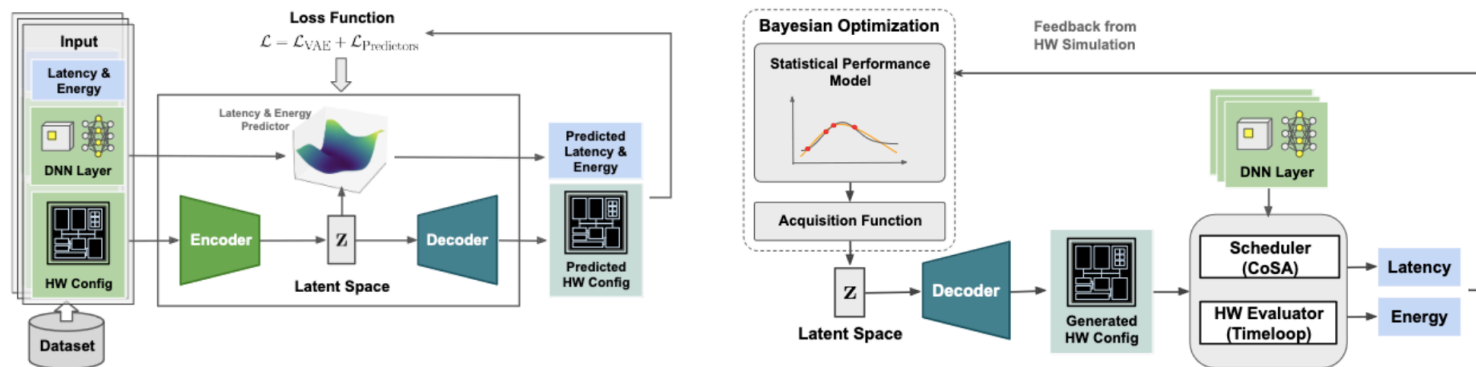 Input
Latency &
Energy
DNN Layer
HW Config
Dataset
Loss Function
ℒ = ℒ_VAE + ℒ_Predictors
Latency & Energy
Predictor
Encoder
Z
Latent Space
Decoder
Predicted
Latency &
Energy
Predicted
HW Config
Bayesian Optimization
Statistical Performance
Model
Acquisition Function
Z
Latent Space
Decoder
Generated
HW Config
Feedback from
HW Simulation
DNN Layer
Scheduler
(CoSA)
HW Evaluator
(Timeloop)
Latency
Energy